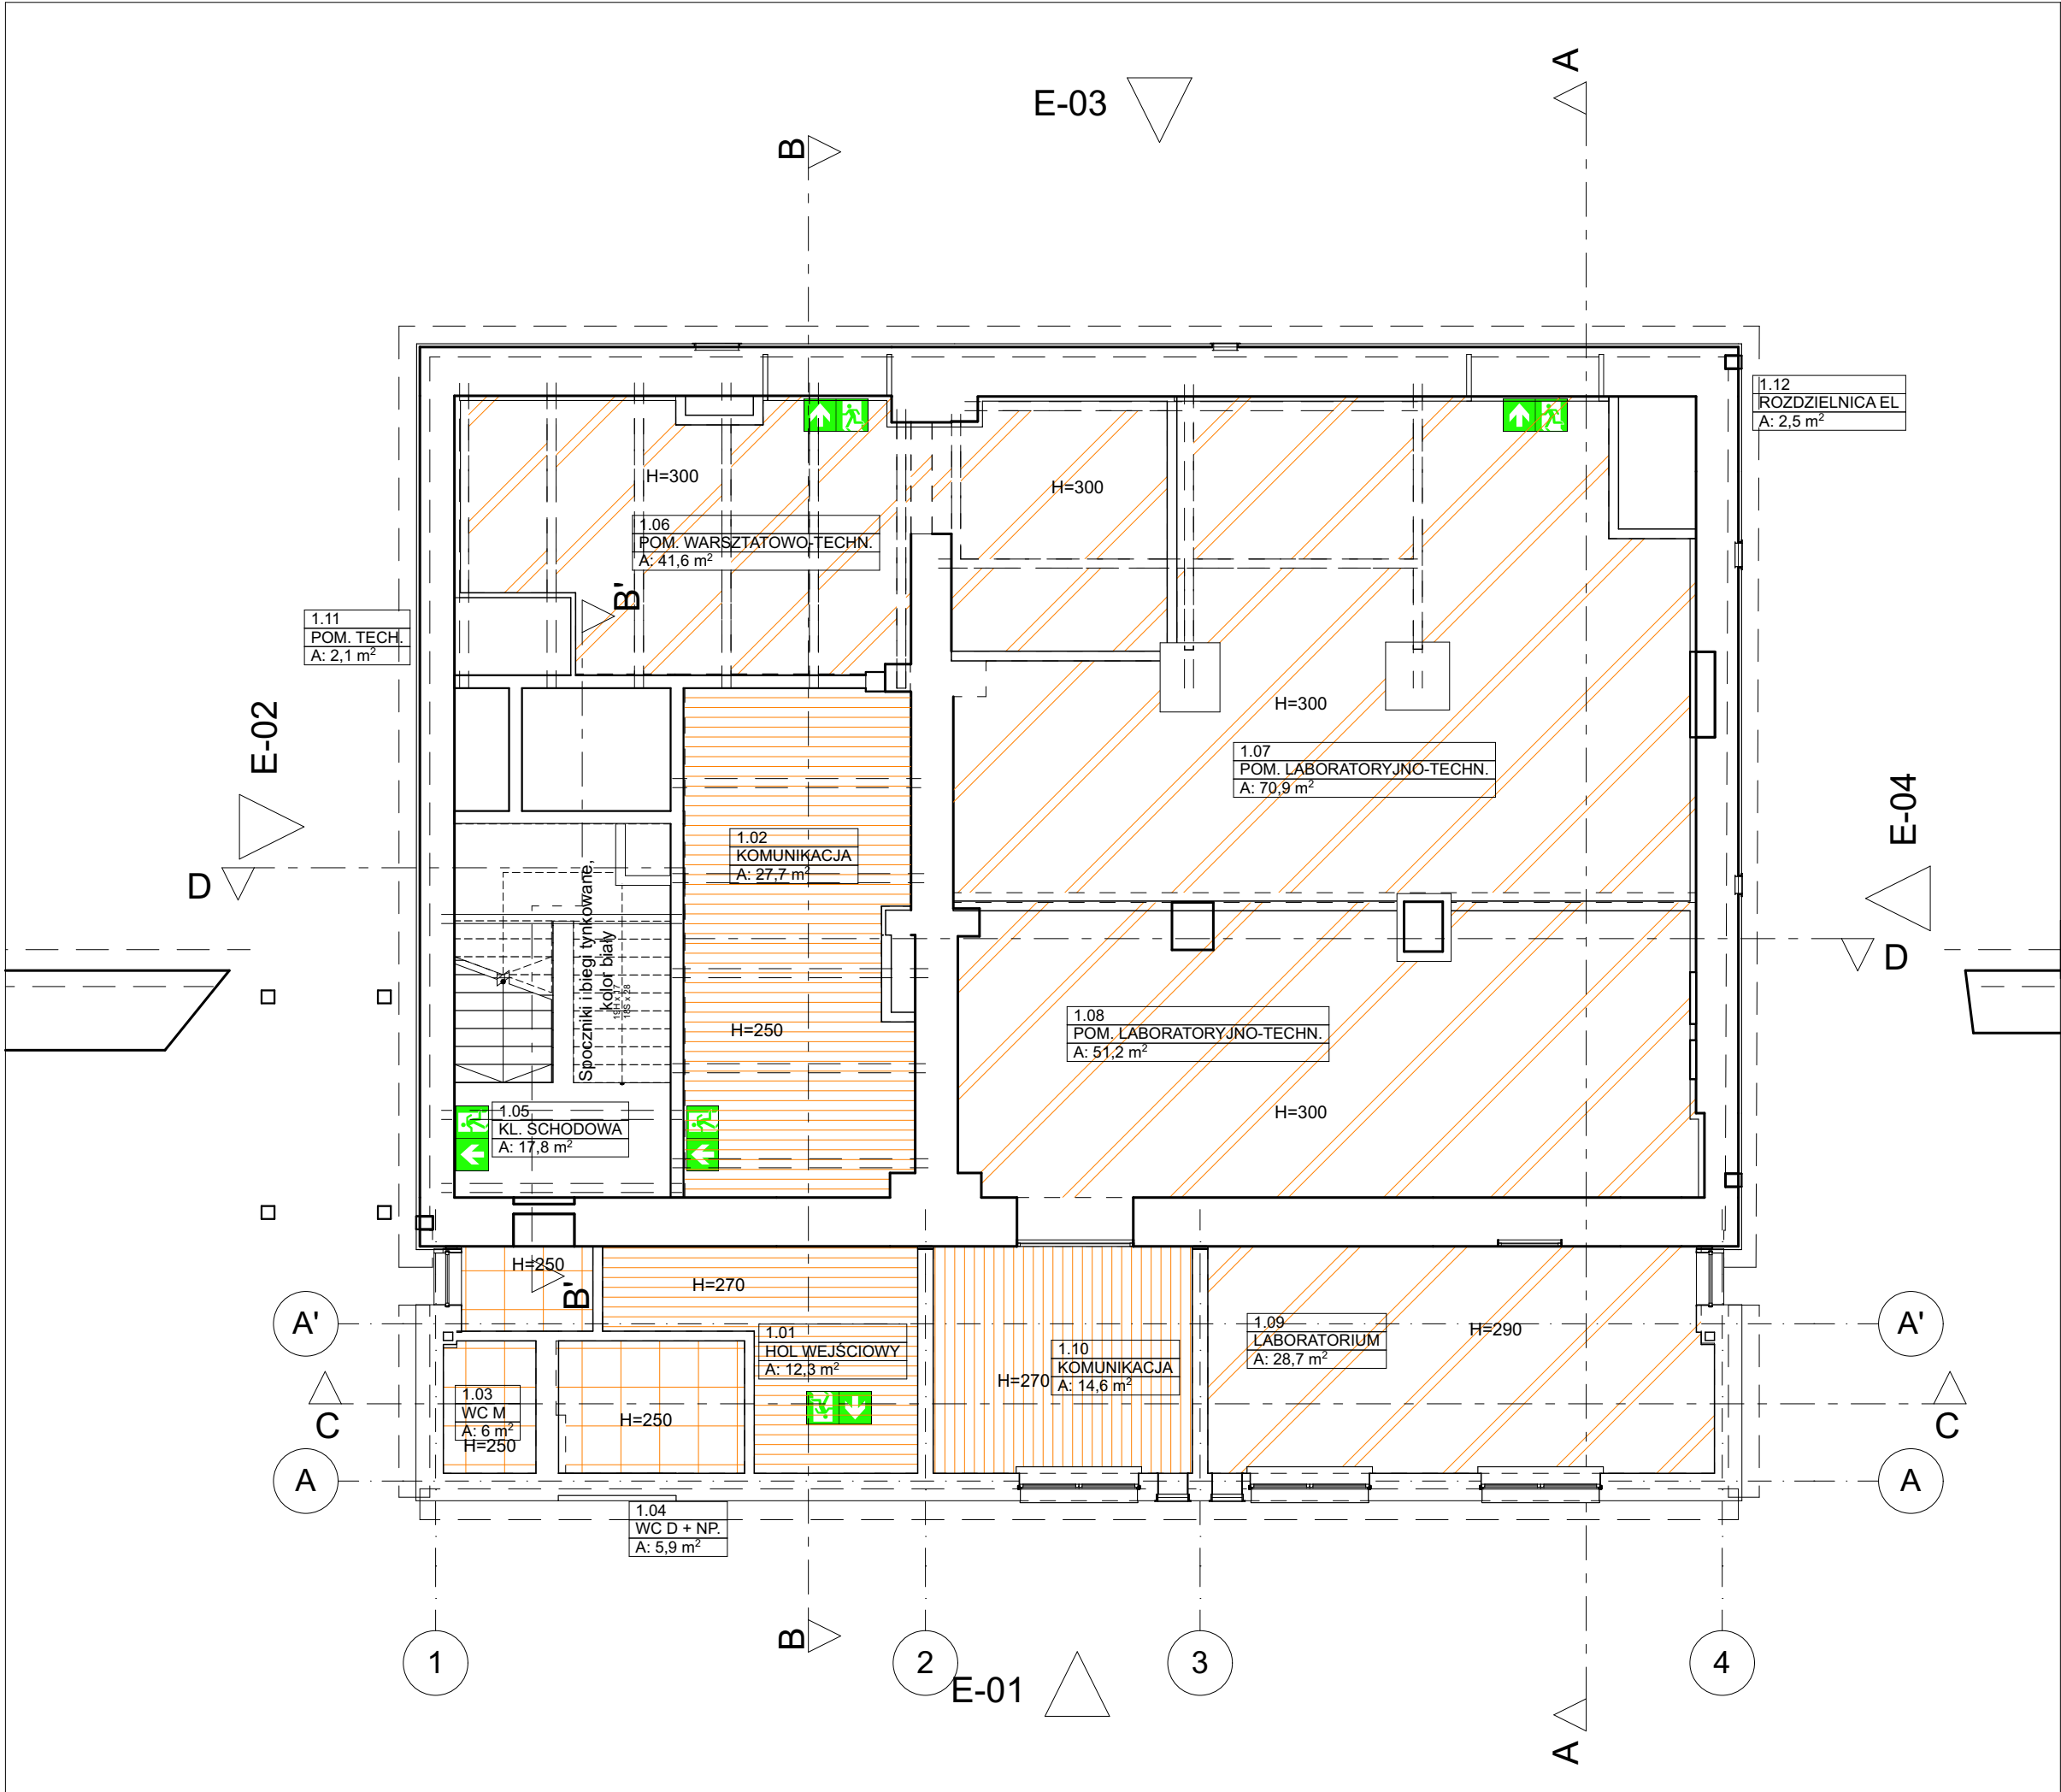 A
E-03
B
1.12
ROZDZIELNICA EL
A: 2,5 m²
H=300
H=300
1.06
POM. WARSZTATOWO-TECHN.
A: 41,6 m²
B'
1.11
POM. TECH.
A: 2,1 m²
E-02
H=300
1.07
POM. LABORATORYJNO-TECHN.
A: 70,9 m²
E-04
1.02
KOMUNIKACJA
A: 27,7 m²
D
D
Spoczniki i biegi tynkowane,
kolor biały
19H x 17
18S x 28
H=250
1.08
POM. LABORATORYJNO-TECHN.
A: 51,2 m²
H=300
1.05
KL. SCHODOWA
A: 17,8 m²
H=250
B'
H=270
A'
1.01
HOL WEJŚCIOWY
A: 12,3 m²
1.09
LABORATORIUM
A: 28,7 m²
H=290
A'
1.10
KOMUNIKACJA
A: 14,6 m²
H=270
1.03
WC M
A: 6 m²
H=250
H=250
C
C
A
A
1.04
WC D + NP.
A: 5,9 m²
B
1
2
3
4
E-01
A